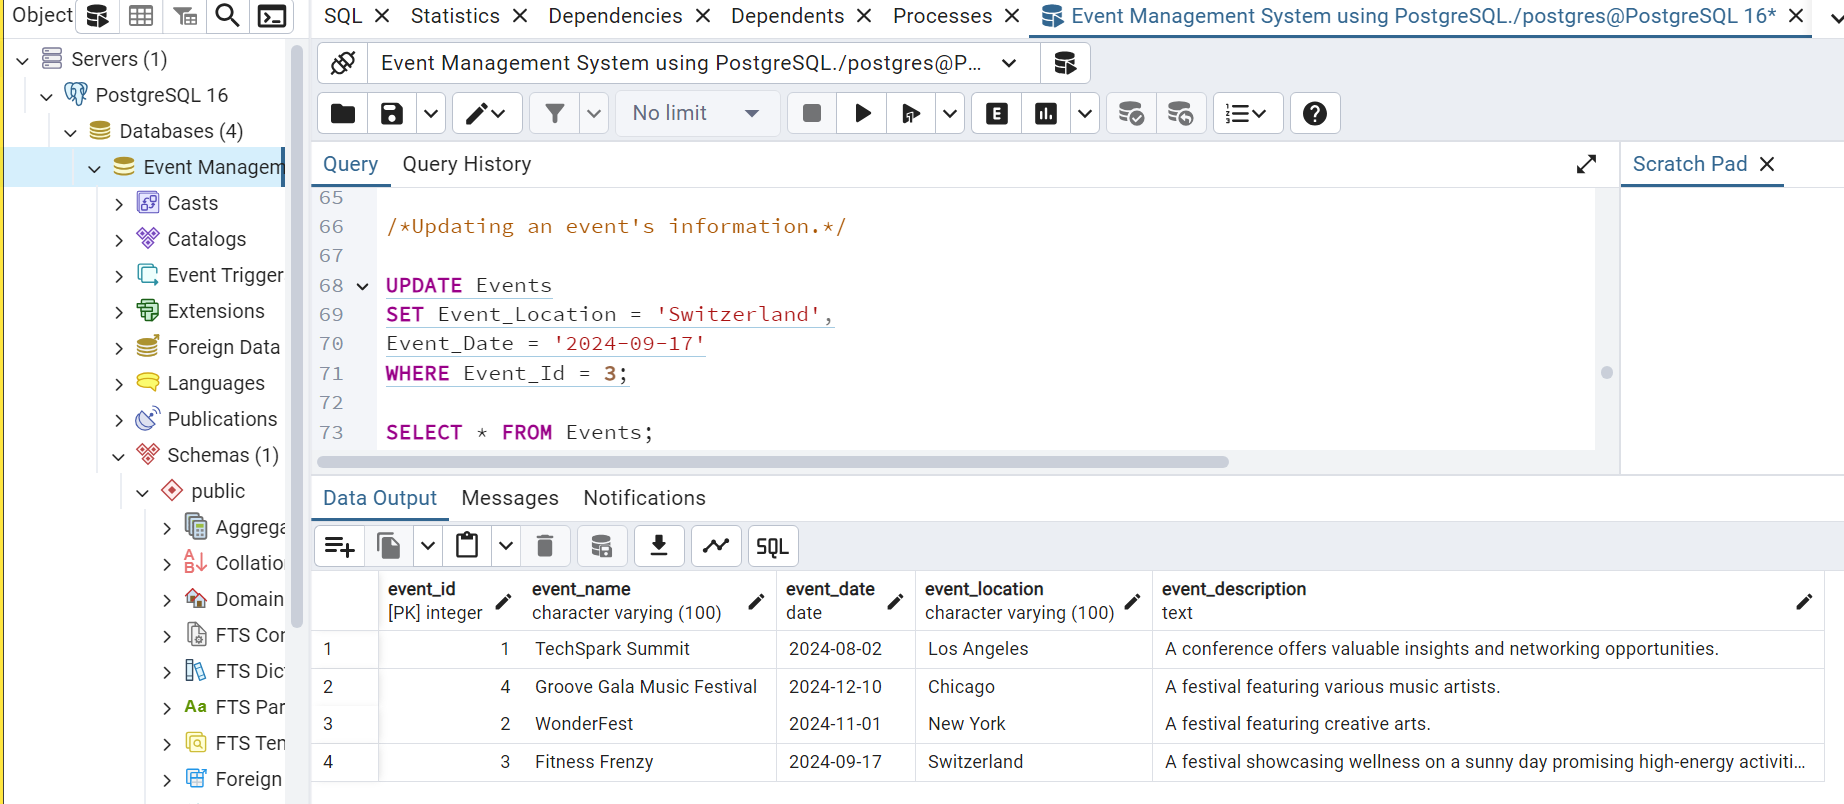 Object
SQL
Statistics
Dependencies
Dependents
Processes
Event Management System using PostgreSQL./postgres@PostgreSQL 16*
Servers (1)
PostgreSQL 16
Databases (4)
Event Managem
Casts
Catalogs
Event Trigger
Extensions
Foreign Data
Languages
Publications
Schemas (1)
public
Aggrega
Collatio
Domain
FTS Cor
FTS Dic
Aa FTS Par
FTS Ten
Foreign
Event Management System using PostgreSQL./postgres@P...
No limit
E
Query
Query History
Scratch Pad
65
66 /*Updating an event's information.*/
67
68 UPDATE Events
69 SET Event_Location = 'Switzerland',
70 Event_Date = '2024-09-17'
71 WHERE Event_Id = 3;
72
73 SELECT * FROM Events;
Data Output
Messages
Notifications
SQL
event_id
[PK] integer
event_name
character varying (100)
event_date
date
event_location
character varying (100)
event_description
text
1 1 TechSpark Summit 2024-08-02 Los Angeles A conference offers valuable insights and networking opportunities.
2 4 Groove Gala Music Festival 2024-12-10 Chicago A festival featuring various music artists.
3 2 WonderFest 2024-11-01 New York A festival featuring creative arts.
4 3 Fitness Frenzy 2024-09-17 Switzerland A festival showcasing wellness on a sunny day promising high-energy activiti...